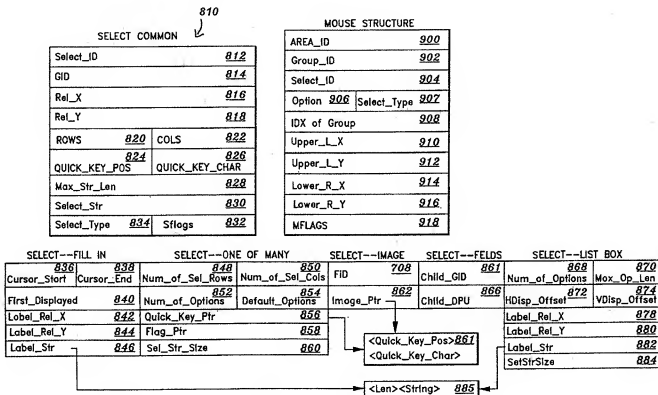 810
SELECT COMMON
Select_ID 812
GID 814
Rel_X 816
Rel_Y 818
ROWS 820 COLS 822
824 826
QUICK_KEY_POS QUICK_KEY_CHAR
Max_Str_Len 828
Select_Str 830
Select_Type 834 Sflogs 832
MOUSE STRUCTURE
AREA_ID 900
Group_ID 902
Select_ID 904
Option 906 Select_Type 907
IDX of Group 908
Upper_L_X 910
Upper_L_Y 912
Lower_R_X 914
Lower_R_Y 916
MFLAGS 918
SELECT--FILL IN
836 838
Cursor_Start Cursor_End
First_Displayed 840
Label_Rel_X 842
Label_Rel_Y 844
Label_Str 846
SELECT--ONE OF MANY
848 850
Num_of_Sel_Rows Num_of_Sel_Cols
852 854
Num_of_Options Default_Options
Quick_Key_Ptr 856
Flag_Ptr 858
Sel_Str_Size 860
SELECT--IMAGE
FID 708
Image_Ptr 862
SELECT--FELDS
861
Child_GID
Child_DPU 866
SELECT--LIST BOX
868 870
Num_of_Options Mox_Op_Len
HDisp_Offset 872 874
VDisp_Offset
Label_Rel_X 878
Label_Rel_Y 880
Label_Str 882
SetStrSize 884
<Quick_Key_Pos>861
<Quick_Key_Char>
<Len><String> 885